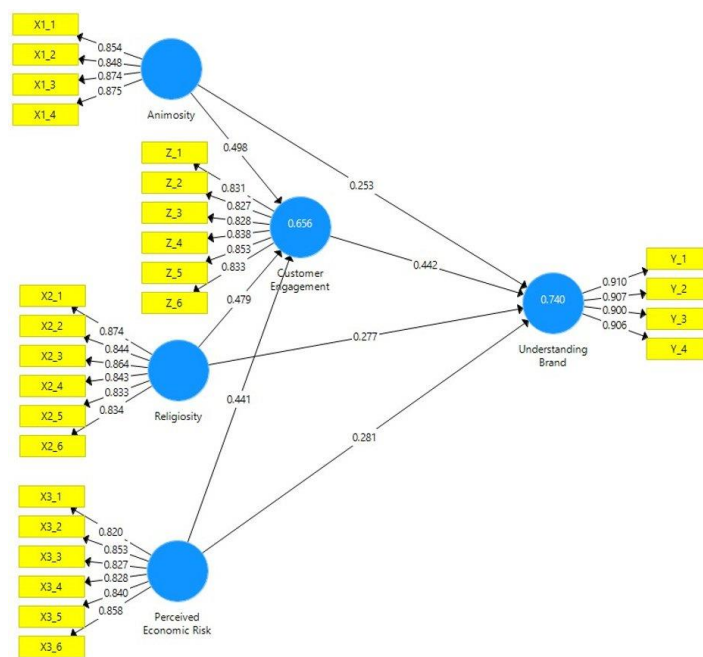 X1_1
X1_2
X1_3
X1_4
0.854
0.848
0.874
0.875
Animosity
0.498
0.253
Z_1
Z_2
Z_3
Z_4
Z_5
Z_6
0.831
0.827
0.828
0.838
0.853
0.833
0.656
Customer
Engagement
0.442
0.479
X2_1
X2_2
X2_3
X2_4
X2_5
X2_6
0.874
0.844
0.864
0.843
0.833
0.834
Religiosity
0.277
0.441
0.281
0.740
Understanding
Brand
0.910
0.907
0.900
0.906
Y_1
Y_2
Y_3
Y_4
X3_1
X3_2
X3_3
X3_4
X3_5
X3_6
0.820
0.853
0.827
0.828
0.840
0.858
Perceived
Economic Risk